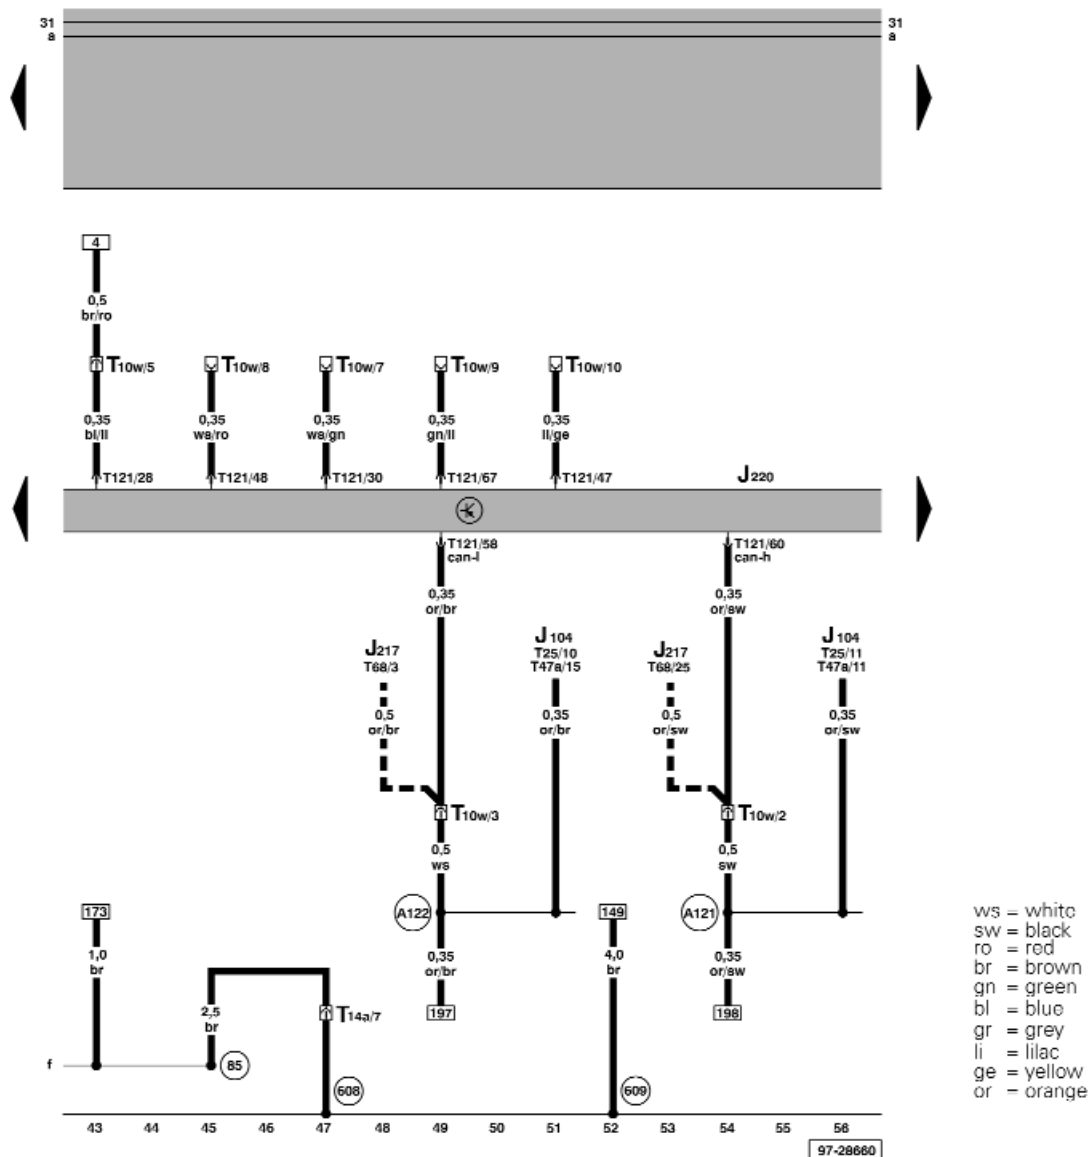 31 31
a a
4
0,5
br/ro
T10w/5 T10w/8 T10w/7 T10w/9 T10w/10
0,35 0,35 0,35 0,35 0,35
bl/li ws/ro ws/gn gn/li li/ge
T121/28 T121/48 T121/30 T121/67 T121/47 J220
T121/58 T121/60
can-l can-h
0,35 0,35
or/br or/sw
J217 J104 J217 J104
T68/3 T25/10 T68/25 T25/11
T47a/15 T47a/11
0,5 0,35 0,5 0,35
or/br or/br or/sw or/sw
T10w/3 T10w/2
0,5 0,5
ws sw
173 A122 149 A121
1,0 0,35 4,0 0,35
br or/br br or/sw
2,5 T14a/7 197 198
br
f 85
608 609
43 44 45 46 47 48 49 50 51 52 53 54 55 56
97-28660
ws = white
sw = black
ro = red
br = brown
gn = green
bl = blue
gr = grey
li = lilac
ge = yellow
or = orange